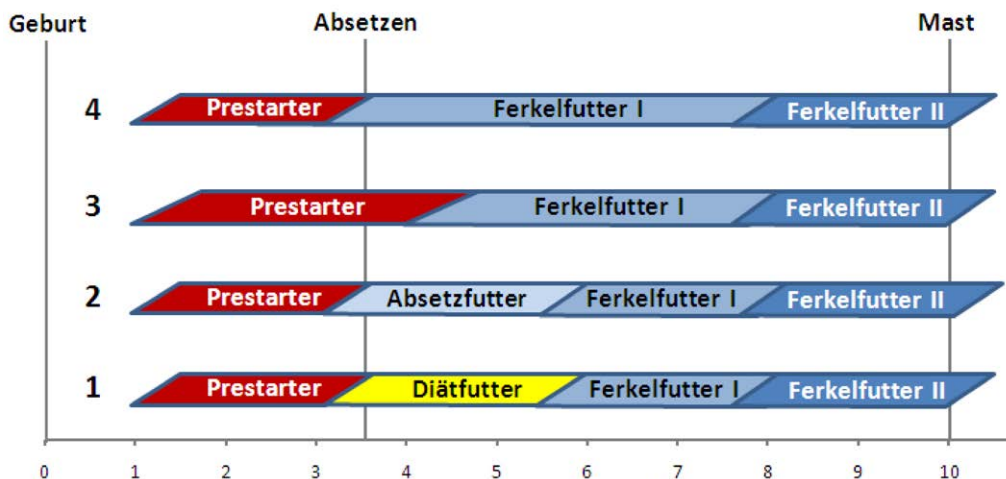 Geburt Absetzen Mast
4 Prestarter Ferkelfutter I Ferkelfutter II
3 Prestarter Ferkelfutter I Ferkelfutter II
2 Prestarter Absetzfutter Ferkelfutter I Ferkelfutter II
1 Prestarter Diätfutter Ferkelfutter I Ferkelfutter II
0 1 2 3 4 5 6 7 8 9 10